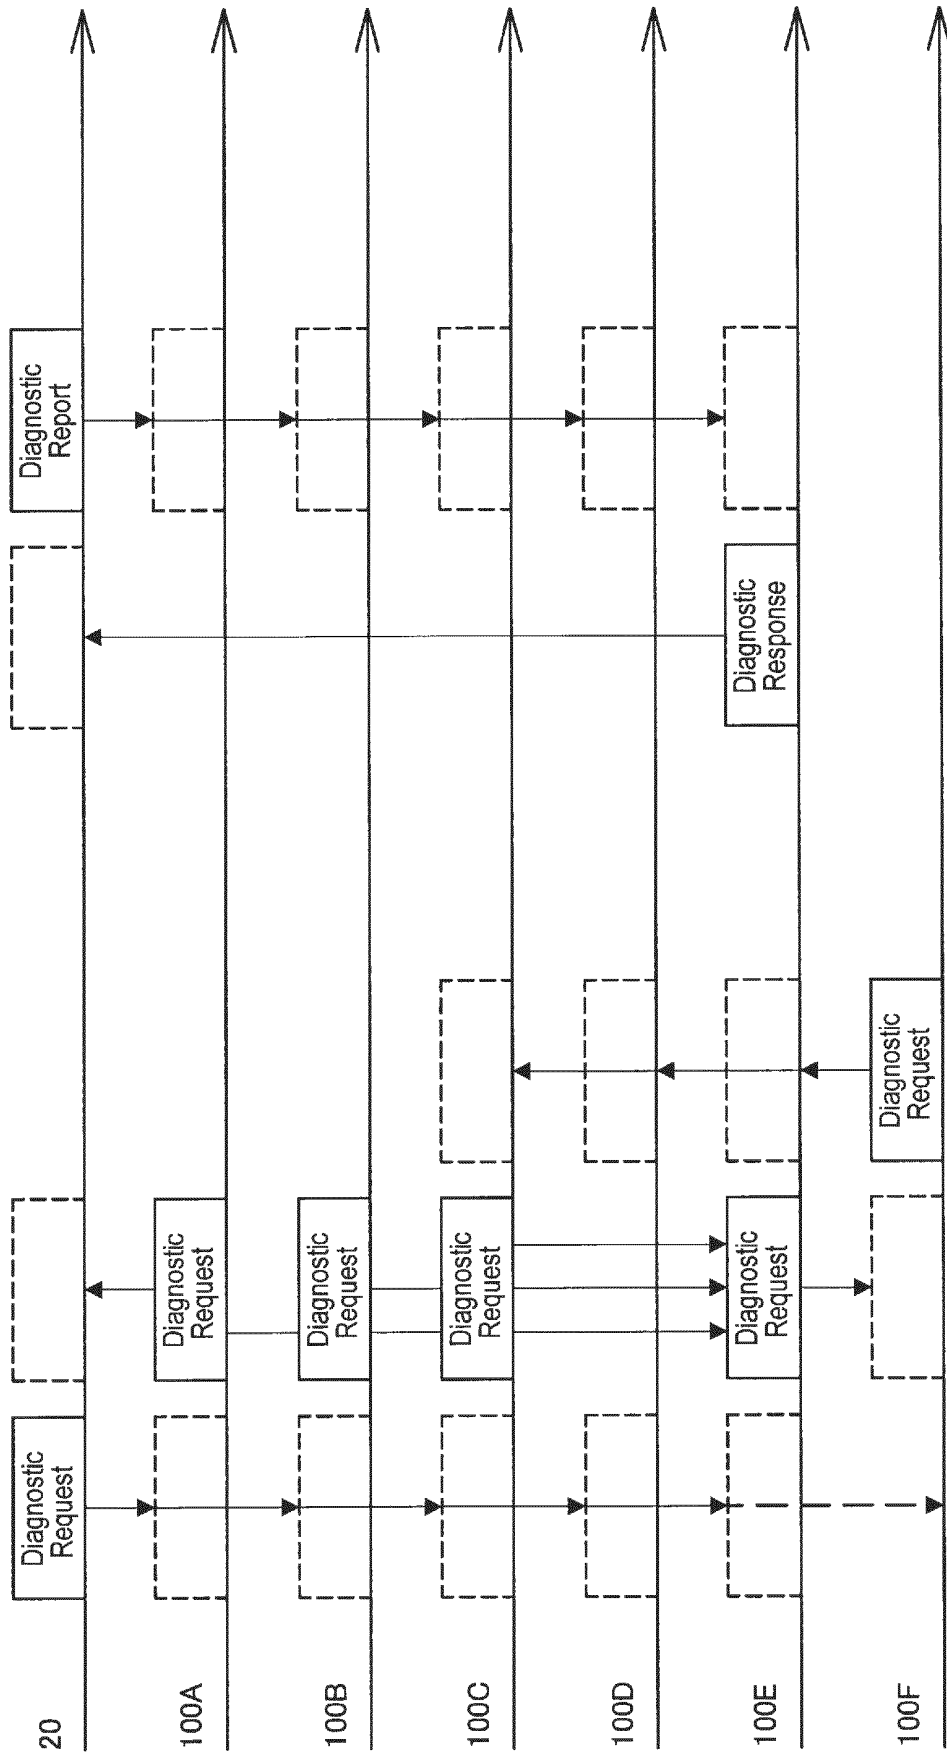 20
Diagnostic
Request
Diagnostic
Report
100A
Diagnostic
Request
100B
Diagnostic
Request
100C
Diagnostic
Request
100D
100E
Diagnostic
Request
Diagnostic
Response
100F
Diagnostic
Request